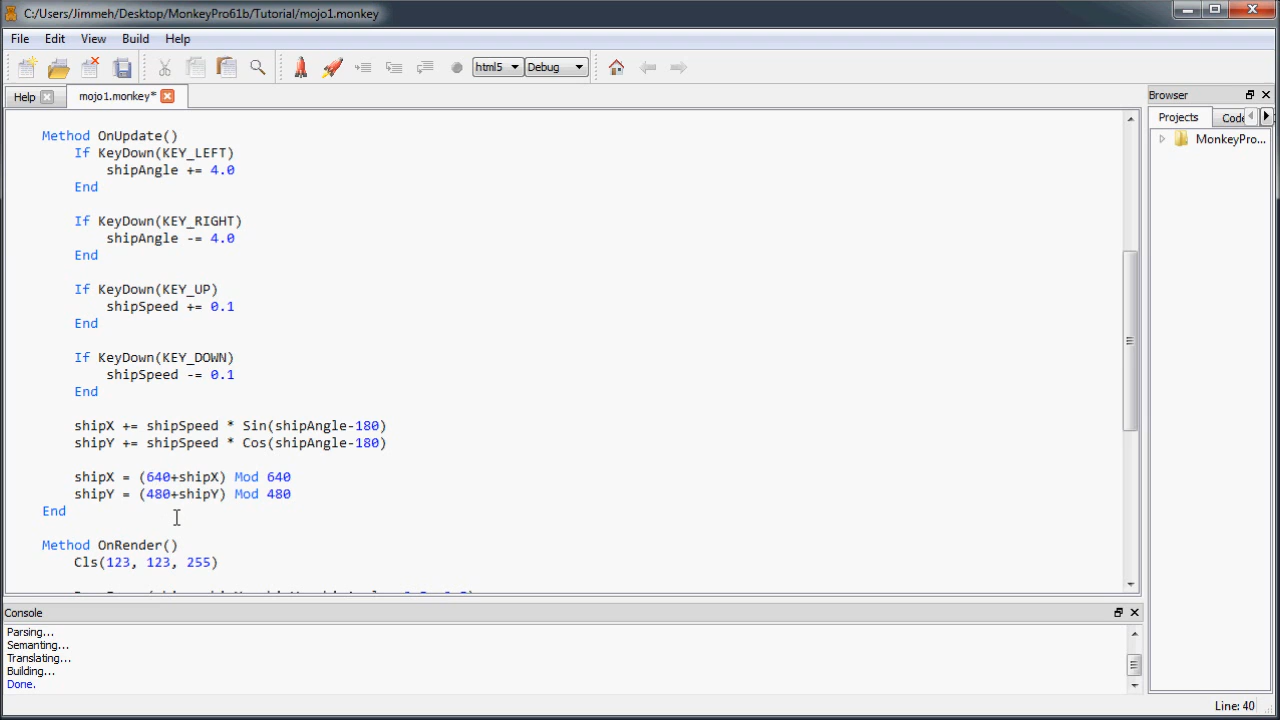 C:/Users/Jimmeh/Desktop/MonkeyPro61b/Tutorial/mojo1.monkey
File Edit View Build Help
html5 Debug
Help mojo1.monkey*
Method OnUpdate()
If KeyDown(KEY_LEFT)
shipAngle += 4.0
End
If KeyDown(KEY_RIGHT)
shipAngle -= 4.0
End
If KeyDown(KEY_UP)
shipSpeed += 0.1
End
If KeyDown(KEY_DOWN)
shipSpeed -= 0.1
End
shipX += shipSpeed * Sin(shipAngle-180)
shipY += shipSpeed * Cos(shipAngle-180)
shipX = (640+shipX) Mod 640
shipY = (480+shipY) Mod 480
End
Method OnRender()
Cls(123, 123, 255)
Browser
Projects Code
MonkeyPro...
Console
Parsing...
Semanting...
Translating...
Building...
Done.
Line: 40